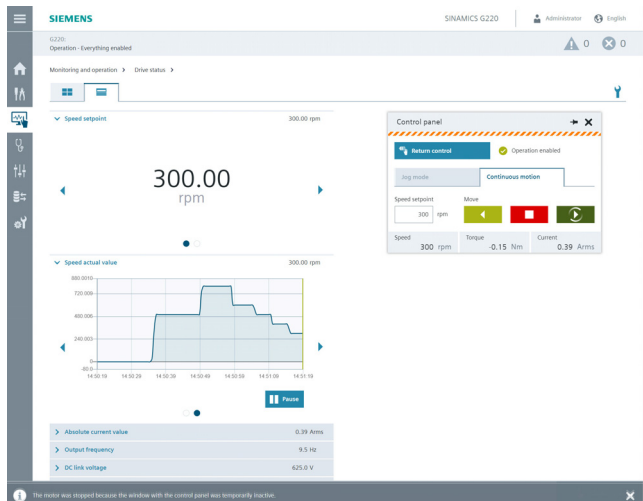 SIEMENS
SINAMICS G220
Administrator
English
G220:
Operation - Everything enabled
0
0
Monitoring and operation > Drive status >
Speed setpoint 300.00 rpm
300.00
rpm
Speed actual value 300.00 rpm
720.009
480.006
240.003
0
-80.0
14:50:19 14:50:29 14:50:39 14:50:49 14:50:59 14:51:09 14:51:19
Pause
Absolute current value 0.39 Arms
Output frequency 9.5 Hz
DC link voltage 625.0 V
Control panel
Return control
Operation enabled
Jog mode
Continuous motion
Speed setpoint Move
300 rpm
Speed Torque Current
300 rpm -0.15 Nm 0.39 Arms
The motor was stopped because the window with the control panel was temporarily inactive.